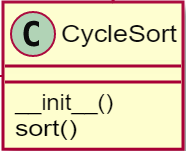 C CycleSort
__init__()
sort()